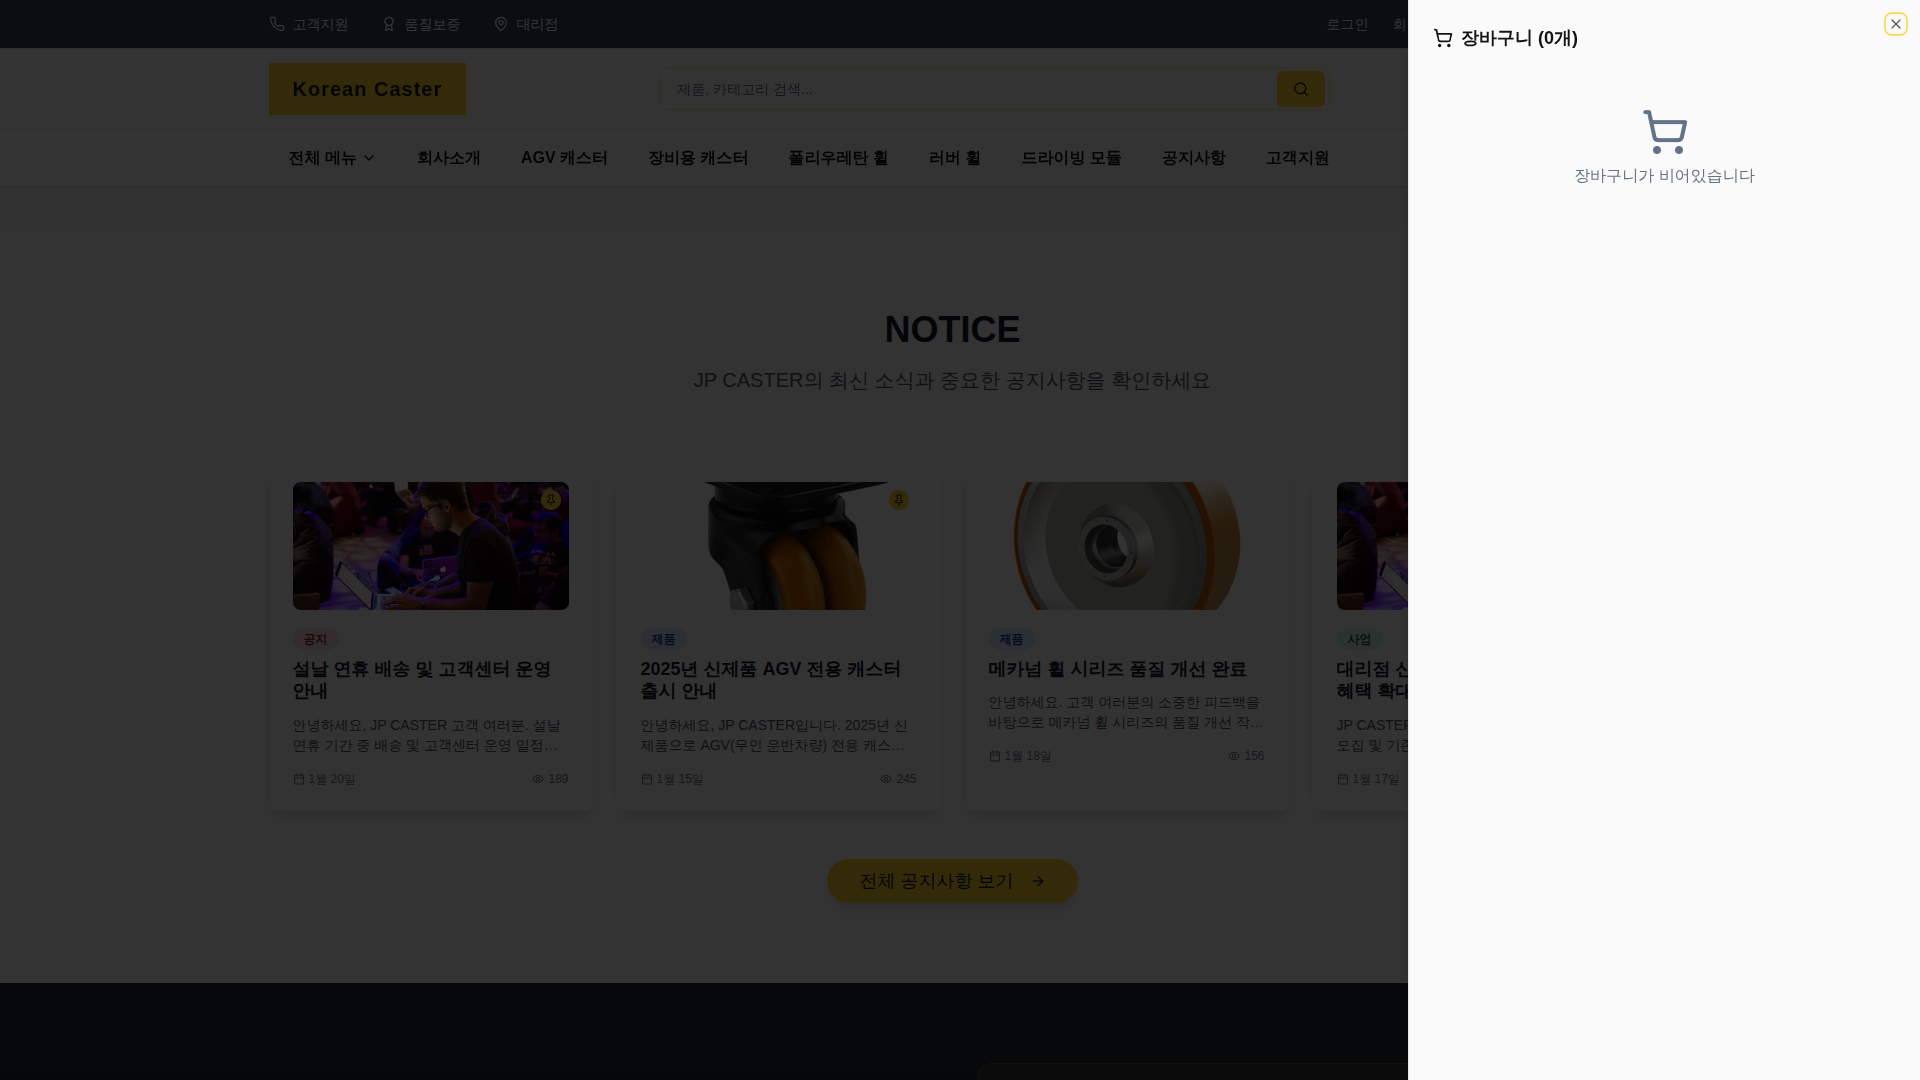 고객지원
품질보증
대리점
로그인
장바구니 (0개)
Korean Caster
제품, 카테고리 검색...
전체 메뉴
회사소개
AGV 캐스터
장비용 캐스터
폴리우레탄 휠
러버 휠
드라이빙 모듈
공지사항
고객지원
장바구니가 비어있습니다
NOTICE
JP CASTER의 최신 소식과 중요한 공지사항을 확인하세요
공지
설날 연휴 배송 및 고객센터 운영
안내
안녕하세요, JP CASTER 고객 여러분. 설날
연휴 기간 중 배송 및 고객센터 운영 일정...
1월 20일
189
제품
2025년 신제품 AGV 전용 캐스터
출시 안내
안녕하세요, JP CASTER입니다. 2025년 신
제품으로 AGV(무인 운반차량) 전용 캐스...
1월 15일
245
제품
메카넘 휠 시리즈 품질 개선 완료
안녕하세요. 고객 여러분의 소중한 피드백을
바탕으로 메카넘 휠 시리즈의 품질 개선 작...
1월 18일
156
사업
대리점
혜택
JP CASTER
모집 및
1월 17일
전체 공지사항 보기